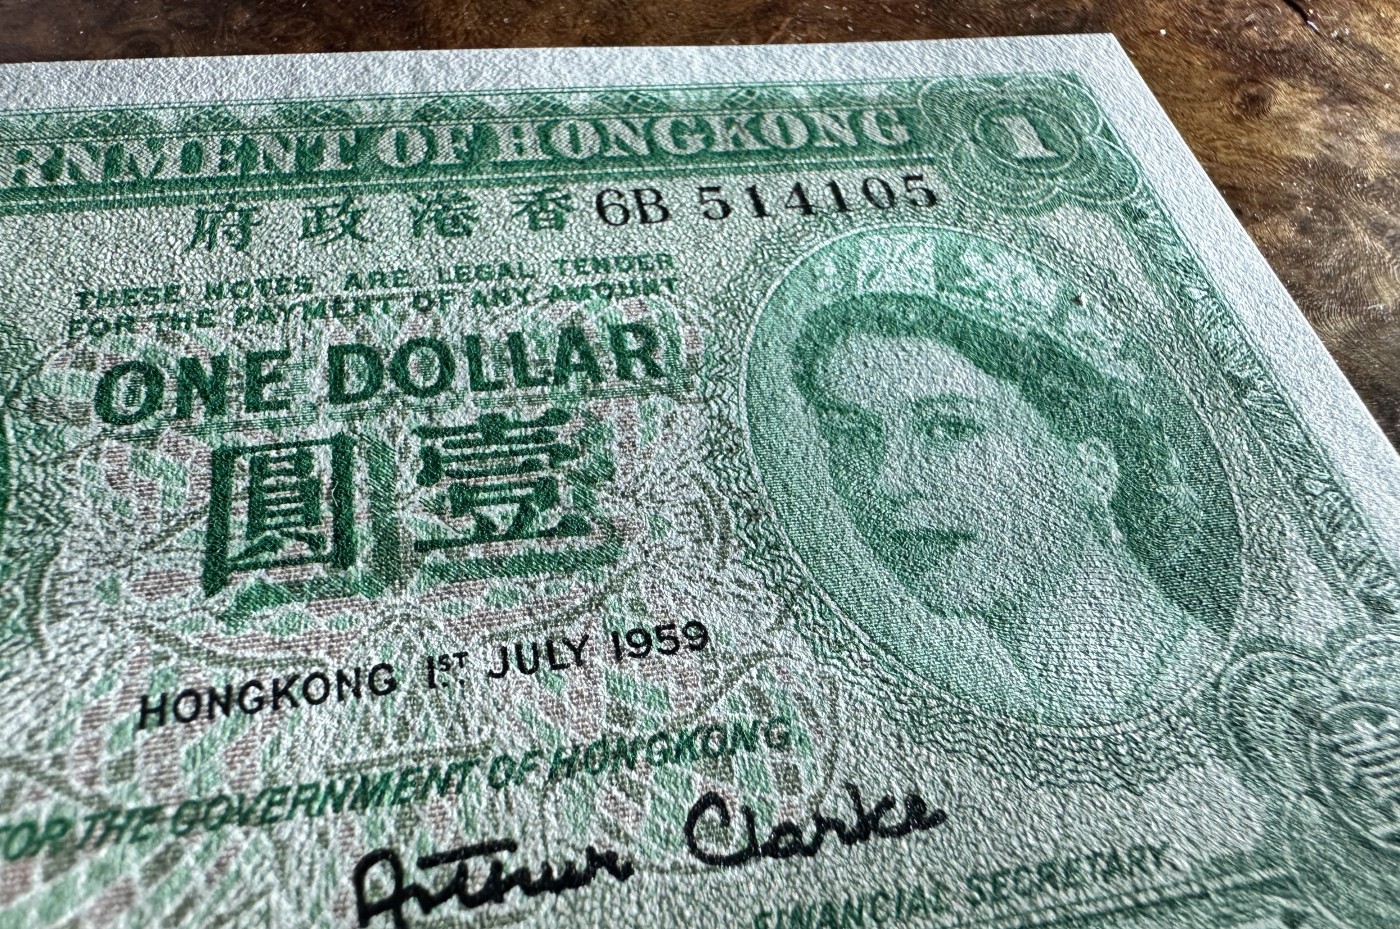 RNMENT OF HONGKONG
1
府政港香 6B 514105
THESE NOTES ARE LEGAL TENDER
FOR THE PAYMENT OF ANY AMOUNT
ONE DOLLAR
圓壹
HONGKONG 1ST JULY 1959
FOR THE GOVERNMENT OF HONGKONG
Arthur Clarke
FINANCIAL SECRETARY